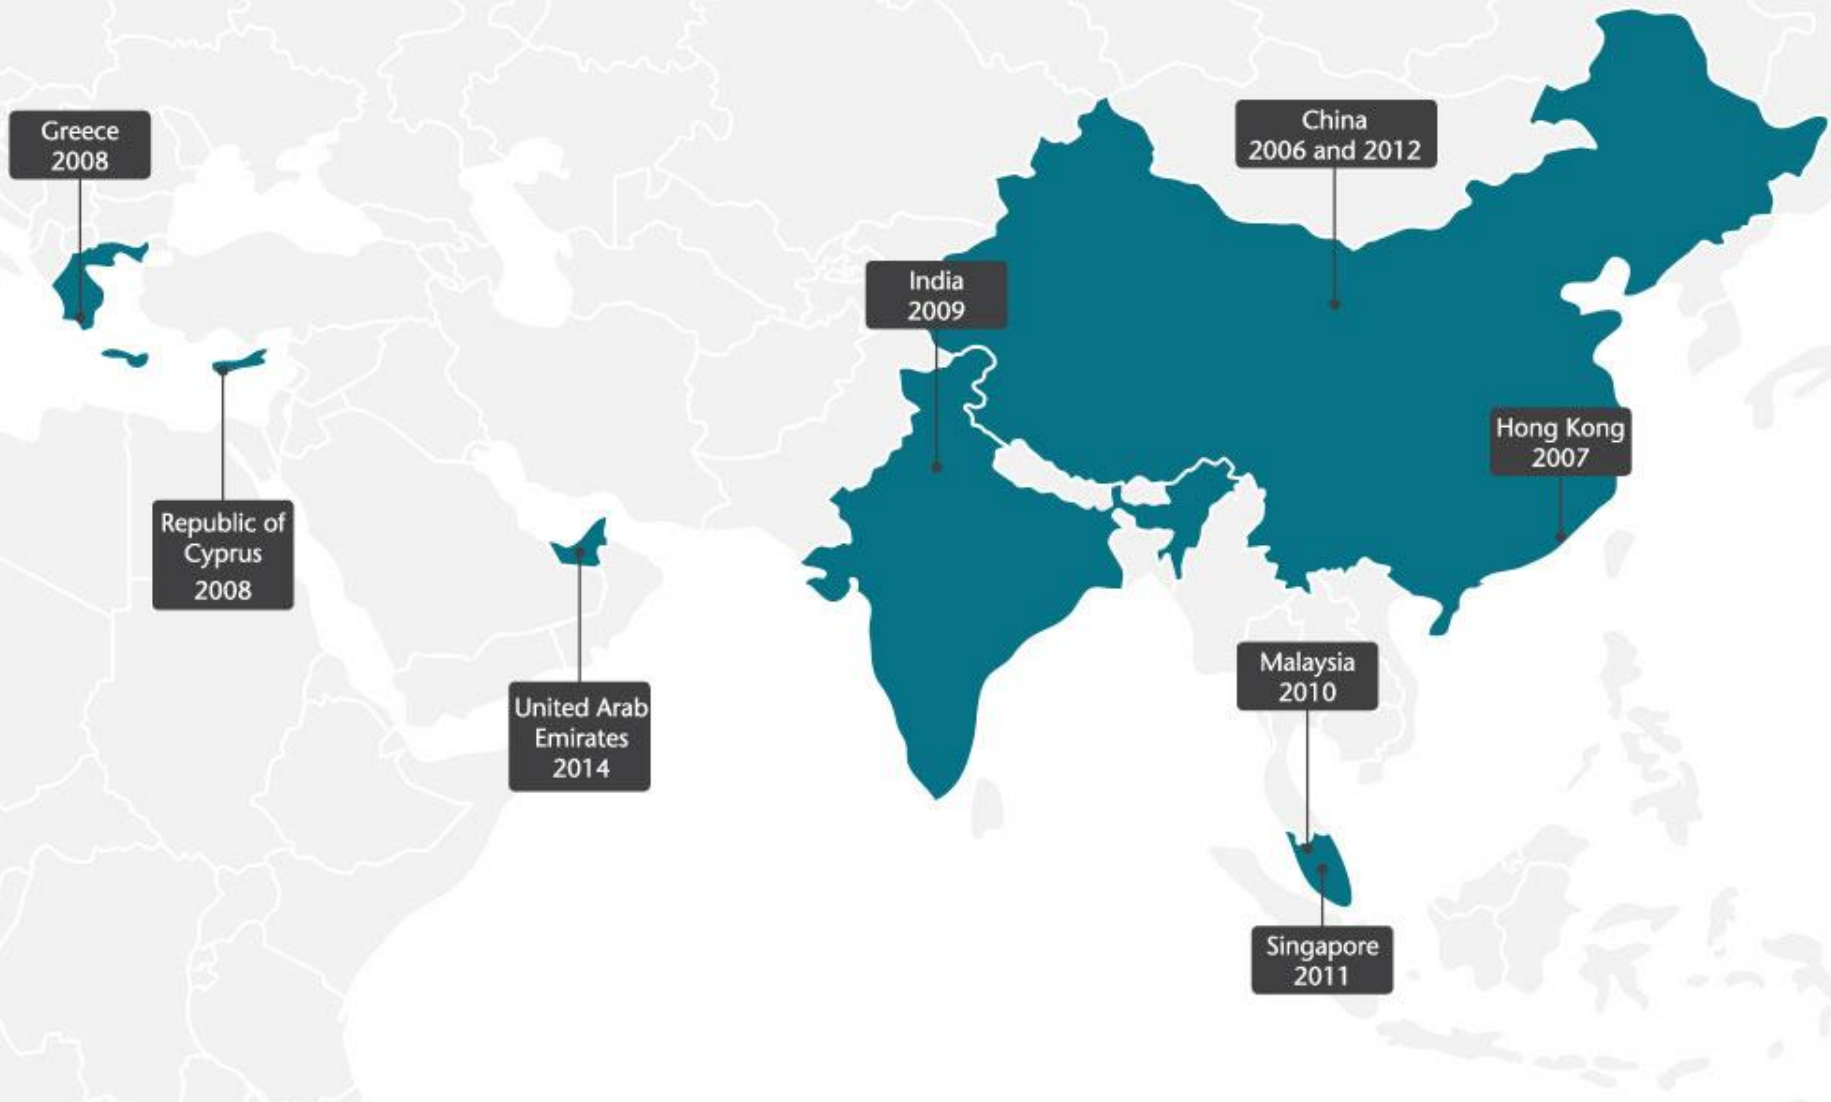 Greece
2008
China
2006 and 2012
India
2009
Hong Kong
2007
Republic of
Cyprus
2008
United Arab
Emirates
2014
Malaysia
2010
Singapore
2011